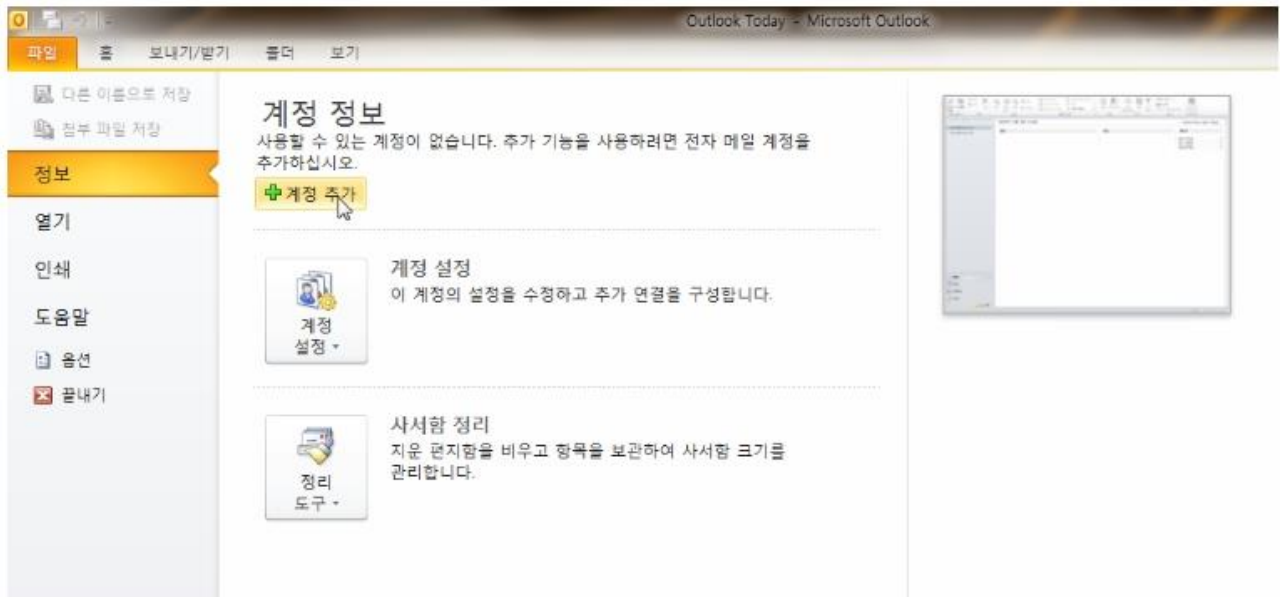 Outlook Today - Microsoft Outlook
파일 홈 보내기/받기 폴더 보기
다른 이름으로 저장
첨부 파일 저장
정보
열기
인쇄
도움말
옵션
끝내기
계정 정보
사용할 수 있는 계정이 없습니다. 추가 기능을 사용하려면 전자 메일 계정을
추가하십시오.
계정 추가
계정
설정
계정 설정
이 계정의 설정을 수정하고 추가 연결을 구성합니다.
정리
도구
사서함 정리
지운 편지함을 비우고 항목을 보관하여 사서함 크기를
관리합니다.